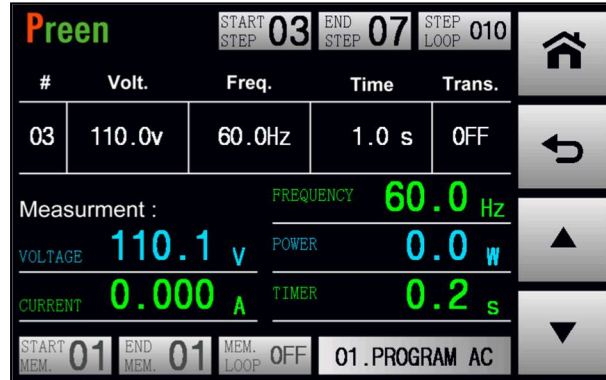 Preen START STEP 03 END STEP 07 STEP LOOP 010
# Volt. Freq. Time Trans.
03 110.0v 60.0Hz 1.0 s OFF
Measurment : FREQUENCY 60.0 Hz
VOLTAGE 110.1 V POWER 0.0 W
CURRENT 0.000 A TIMER 0.2 s
START MEM. 01 END MEM. 01 MEM. LOOP OFF 01.PROGRAM AC